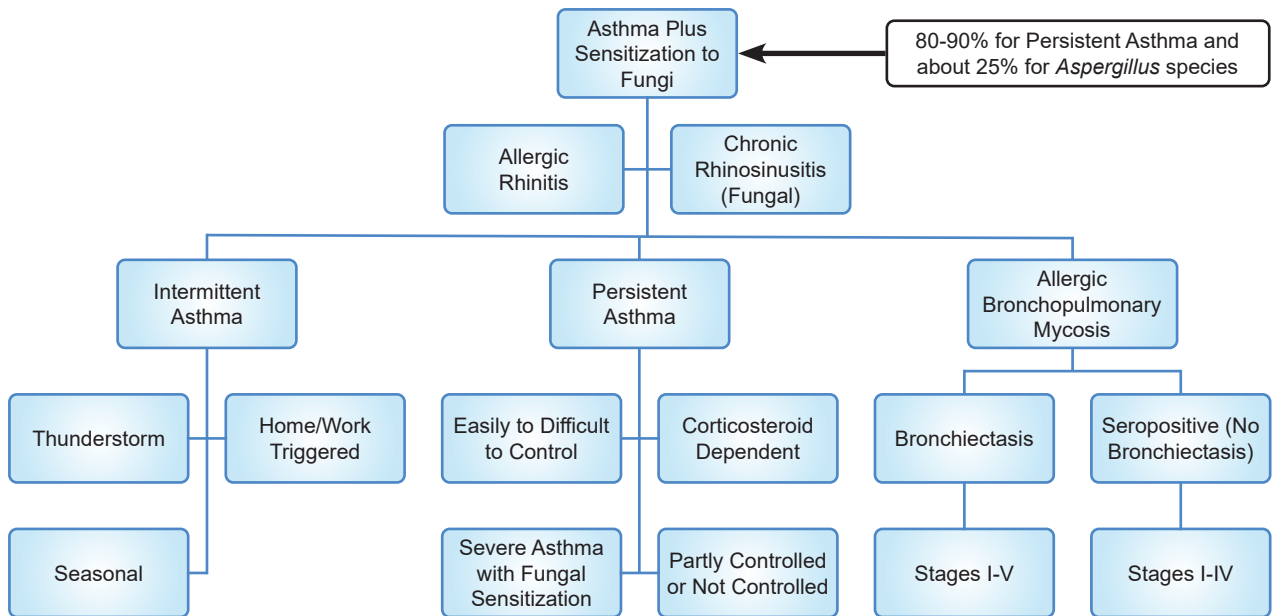 Asthma Plus
Sensitization to
Fungi
80-90% for Persistent Asthma and
about 25% for Aspergillus species
Allergic
Rhinitis
Chronic
Rhinosinusitis
(Fungal)
Intermittent
Asthma
Persistent
Asthma
Allergic
Bronchopulmonary
Mycosis
Thunderstorm
Home/Work
Triggered
Easily to Difficult
to Control
Corticosteroid
Dependent
Bronchiectasis
Seropositive (No
Bronchiectasis)
Seasonal
Severe Asthma
with Fungal
Sensitization
Partly Controlled
or Not Controlled
Stages I-V
Stages I-IV